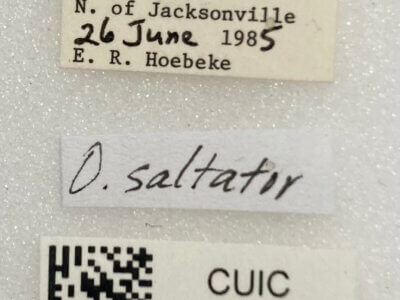 N. of Jacksonville
26 June 1985
E. R. Hoebeke
O. saltator
CUIC